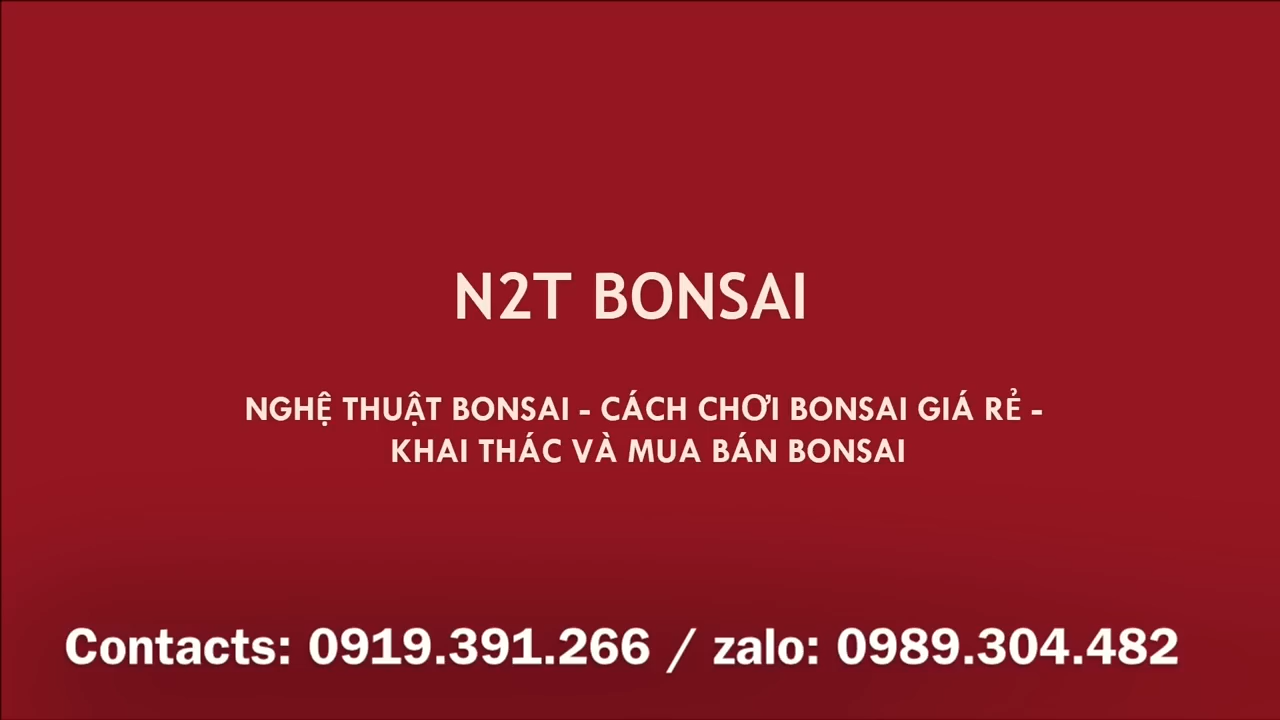 N2T BONSAI
NGHỆ THUẬT BONSAI - CÁCH CHƠI BONSAI GIÁ RẺ -
KHAI THÁC VÀ MUA BÁN BONSAI
Contacts: 0919.391.266 / zalo: 0989.304.482